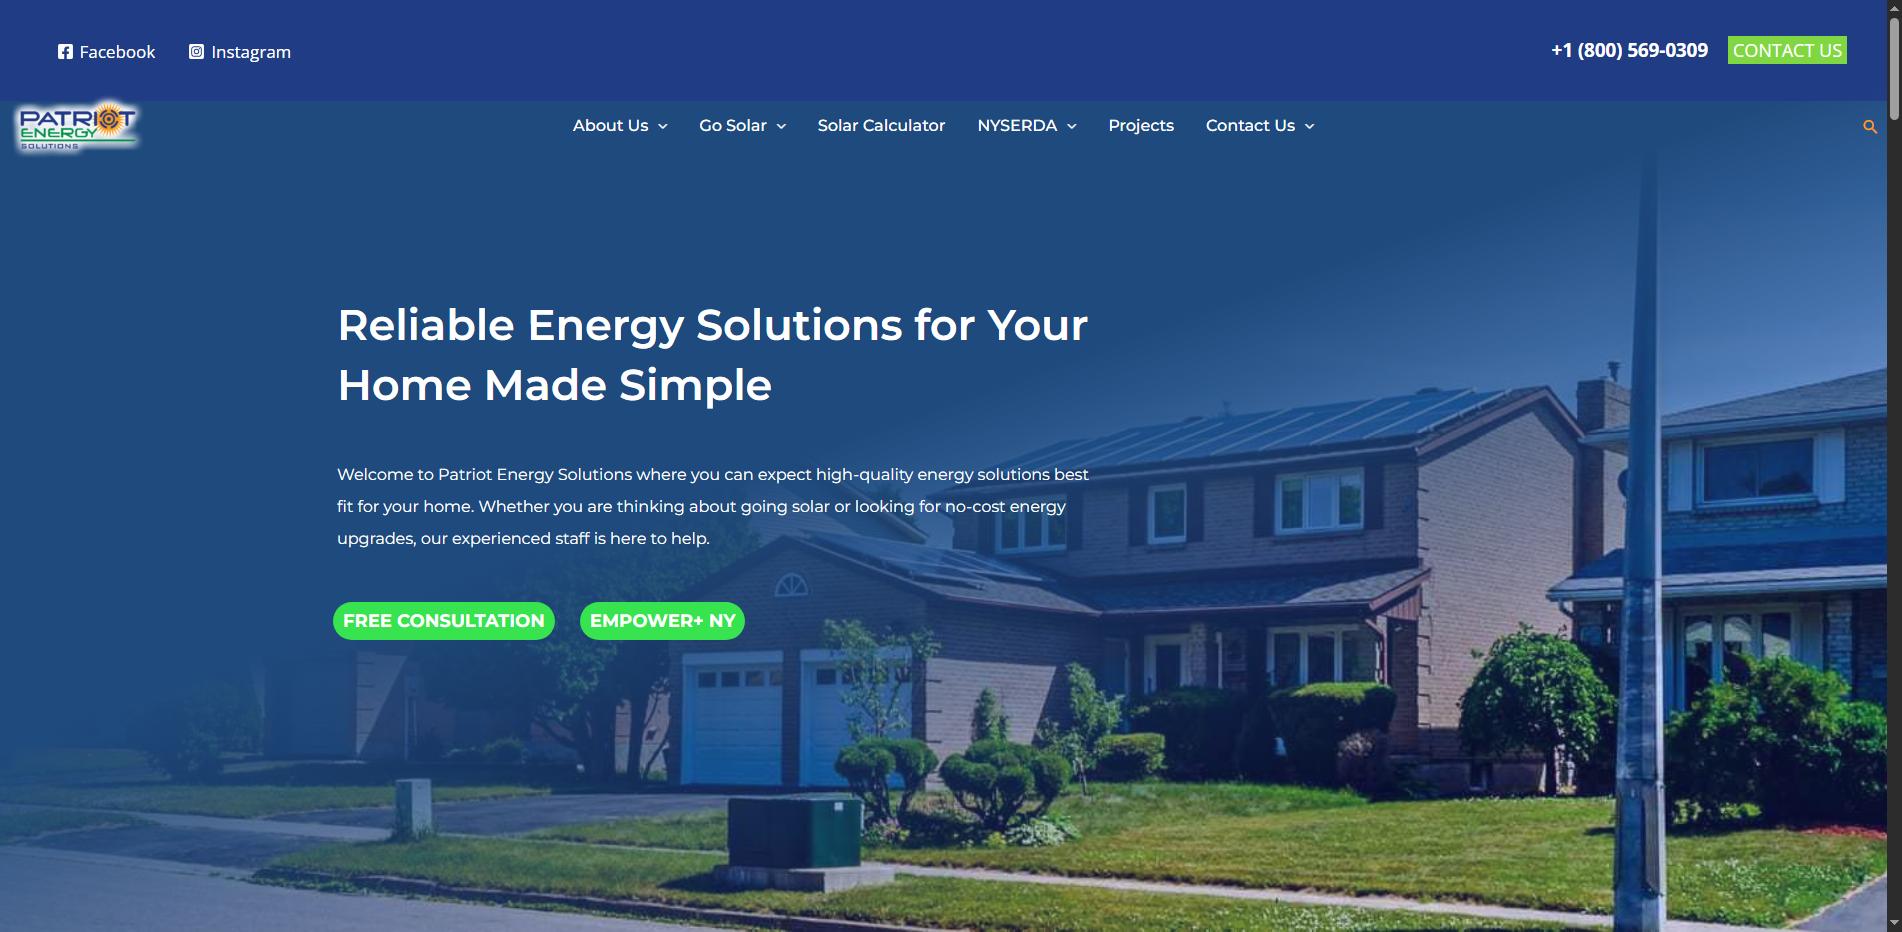 Facebook
Instagram
+1 (800) 569-0309
CONTACT US
PATRIOT
ENERGY
SOLUTIONS
About Us
Go Solar
Solar Calculator
NYSERDA
Projects
Contact Us
Reliable Energy Solutions for Your
Home Made Simple
Welcome to Patriot Energy Solutions where you can expect high-quality energy solutions best
fit for your home. Whether you are thinking about going solar or looking for no-cost energy
upgrades, our experienced staff is here to help.
FREE CONSULTATION
EMPOWER+ NY